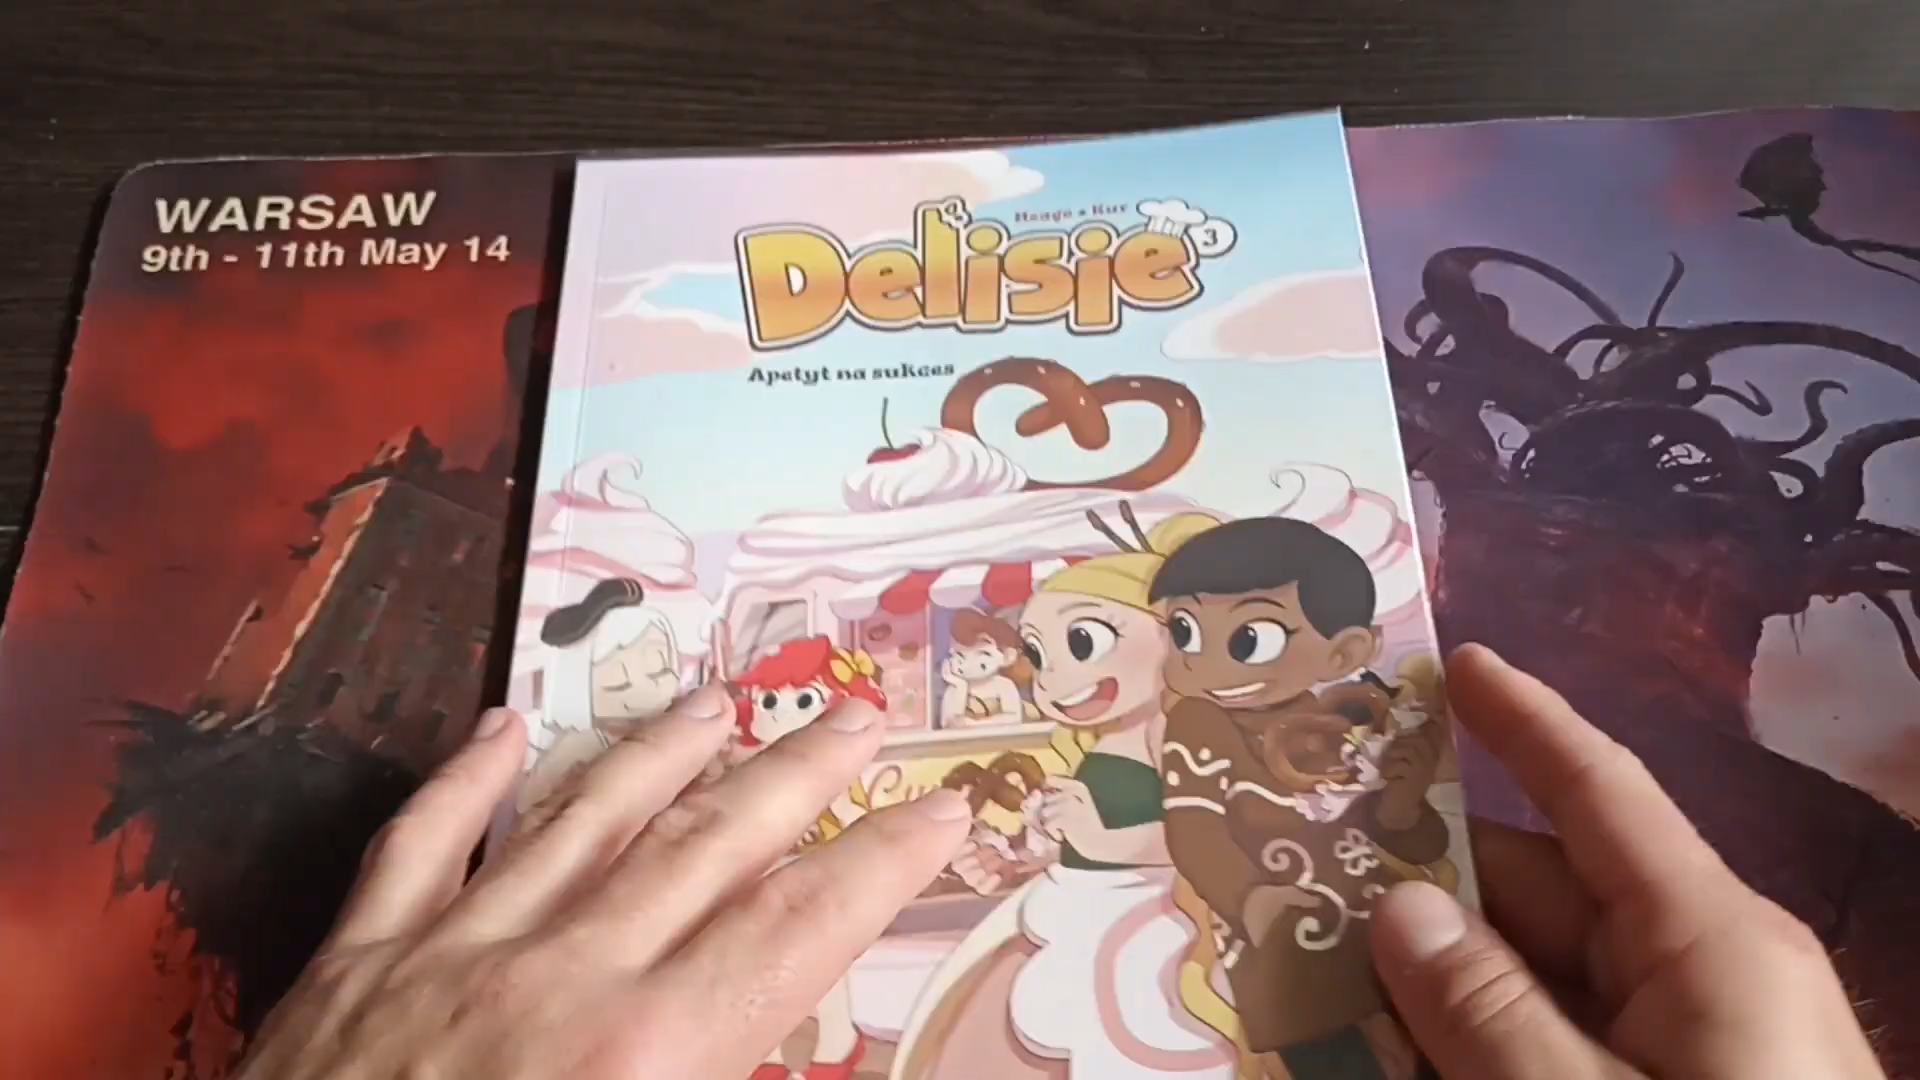 WARSAW
9th - 11th May 14
Delisie
3
Apetyt na sukces